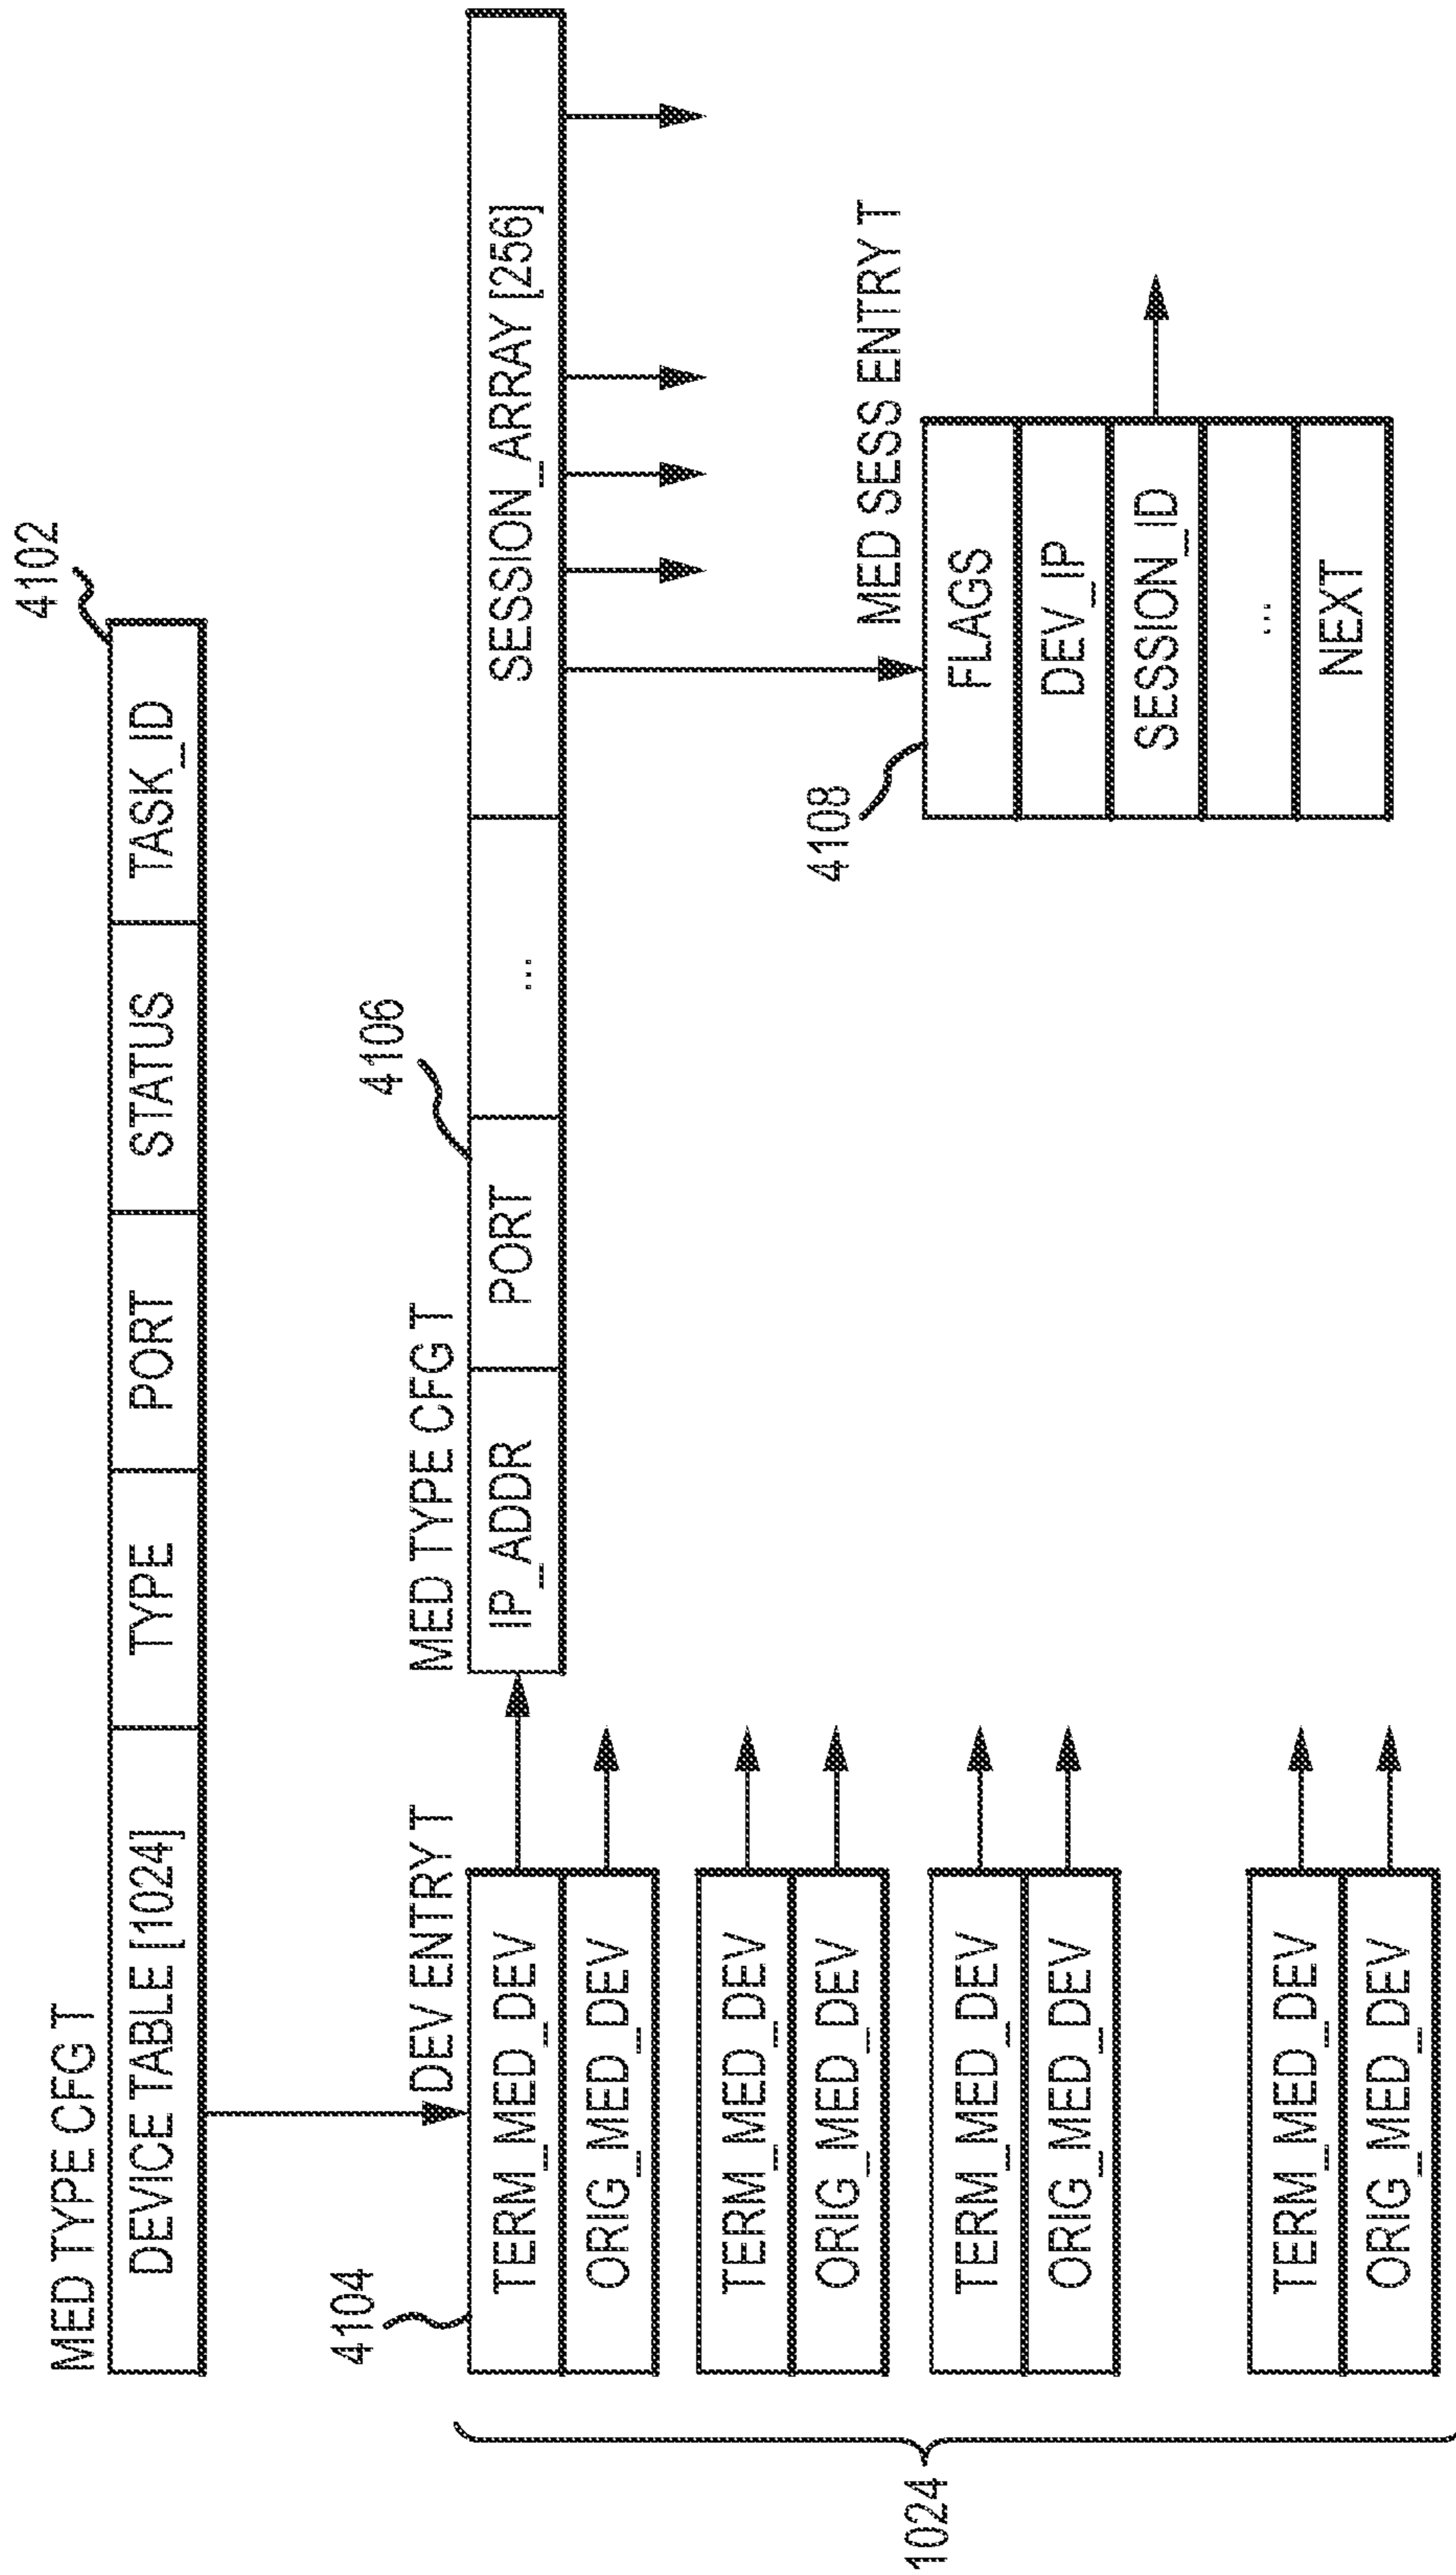 MED TYPE CFG T
4102
DEVICE TABLE [1024] TYPE PORT STATUS TASK_ID
4104
DEV ENTRY T
MED TYPE CFG T
4106
TERM_MED_DEV
ORIG_MED_DEV
IP_ADDR PORT ... SESSION_ARRAY [256]
TERM_MED_DEV
ORIG_MED_DEV
TERM_MED_DEV
ORIG_MED_DEV
TERM_MED_DEV
ORIG_MED_DEV
1024
4108
MED SESS ENTRY T
FLAGS
DEV_IP
SESSION_ID
...
NEXT